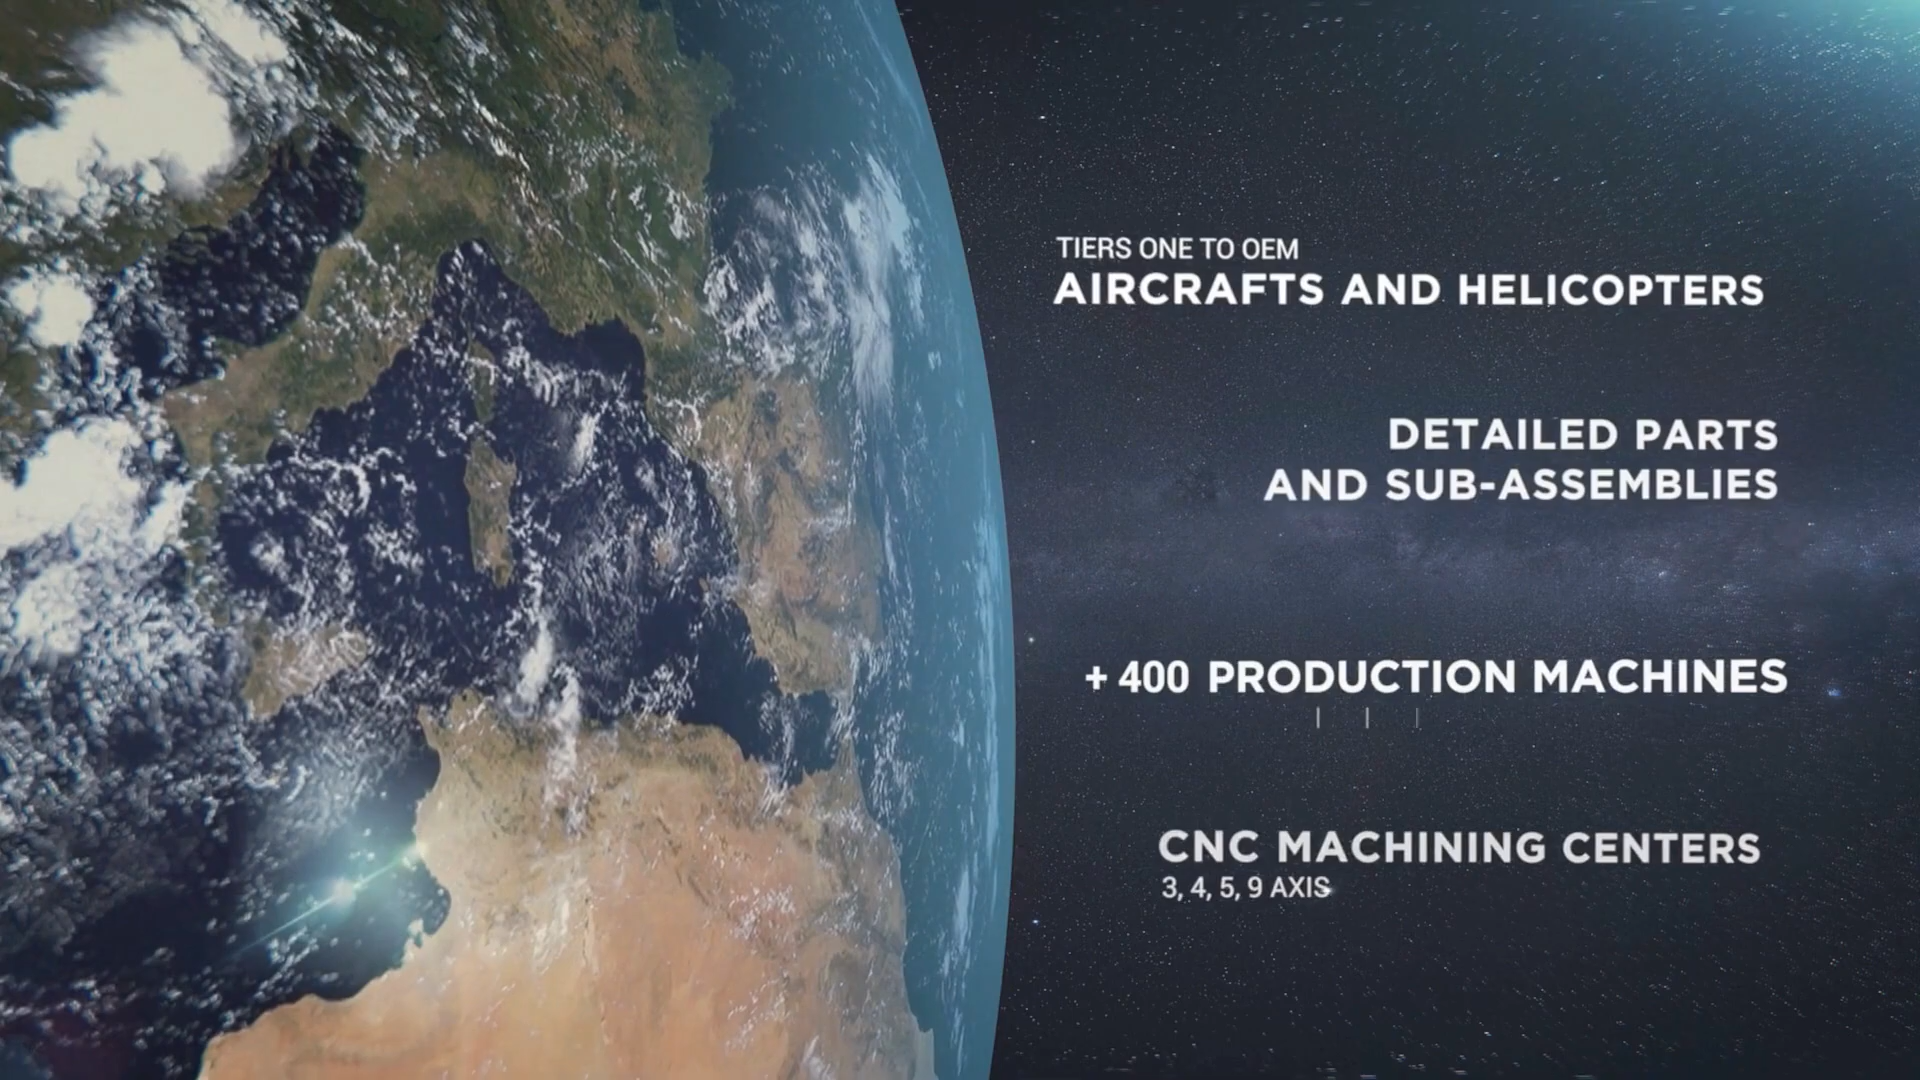 TIERS ONE TO OEM
AIRCRAFTS AND HELICOPTERS
DETAILED PARTS
AND SUB-ASSEMBLIES
+ 400 PRODUCTION MACHINES
CNC MACHINING CENTERS
3, 4, 5, 9 AXIS